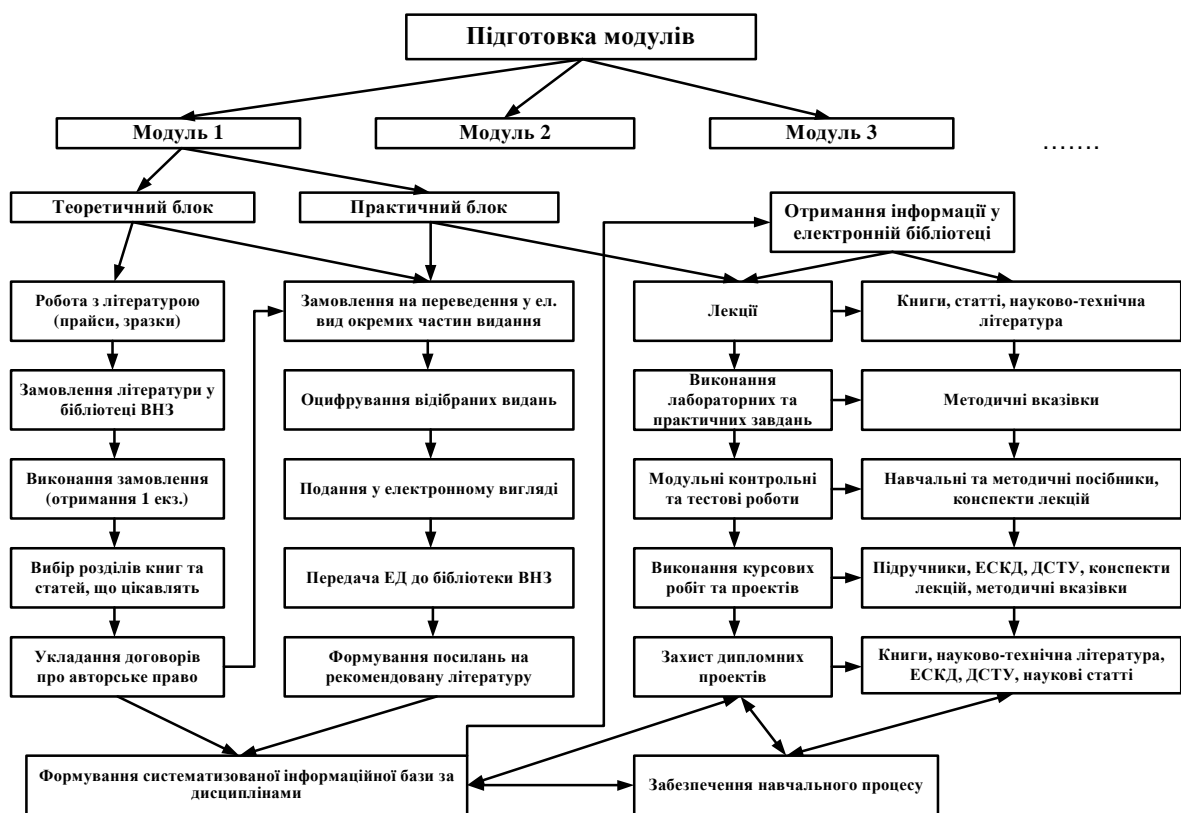 Підготовка модулів
Модуль 1
Модуль 2
Модуль 3
.......
Теоретичний блок
Практичний блок
Отримання інформації у
електронній бібліотеці
Робота з літературою
(прайси, зразки)
Замовлення на переведення у ел.
вид окремих частин видання
Лекції
Книги, статті, науково-технічна
література
Замовлення літератури у
бібліотеці ВНЗ
Оцифрування відібраних видань
Виконання
лабораторних та
практичних завдань
Методичні вказівки
Виконання замовлення
(отримання 1 екз.)
Подання у електронному вигляді
Модульні контрольні
та тестові роботи
Навчальні та методичні посібники,
конспекти лекцій
Вибір розділів книг та
статей, що цікавлять
Передача ЕД до бібліотеки ВНЗ
Виконання курсових
робіт та проектів
Підручники, ЕСКД, ДСТУ, конспекти
лекцій, методичні вказівки
Укладання договорів
про авторське право
Формування посилань на
рекомендовану літературу
Захист дипломних
проектів
Книги, науково-технічна література,
ЕСКД, ДСТУ, наукові статті
Формування систематизованої інформаційної бази за
дисциплінами
Забезпечення навчального процесу